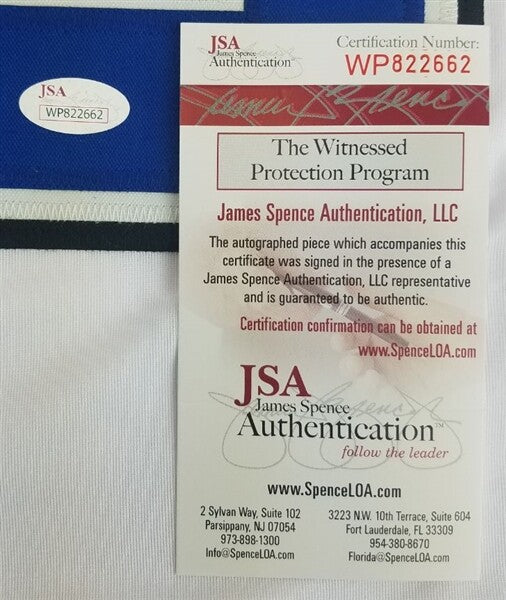 JSA
WP822662
JSA
Authentication
Certification Number:
WP822662
The Witnessed
Protection Program
James Spence Authentication, LLC
The autographed piece which accompanies this
certificate was signed in the presence of a
James Spence Authentication, LLC representative
and is guaranteed to be authentic.
Certification confirmation can be obtained at
www.SpenceLOA.com
JSA
James Spence
Authentication™
follow the leader
www.SpenceLOA.com
2 Sylvan Way, Suite 102
Parsippany, NJ 07054
973-898-1300
Info@SpenceLOA.com
3223 N.W. 10th Terrace, Suite 604
Fort Lauderdale, FL 33309
954-380-8670
Florida@SpenceLOA.com